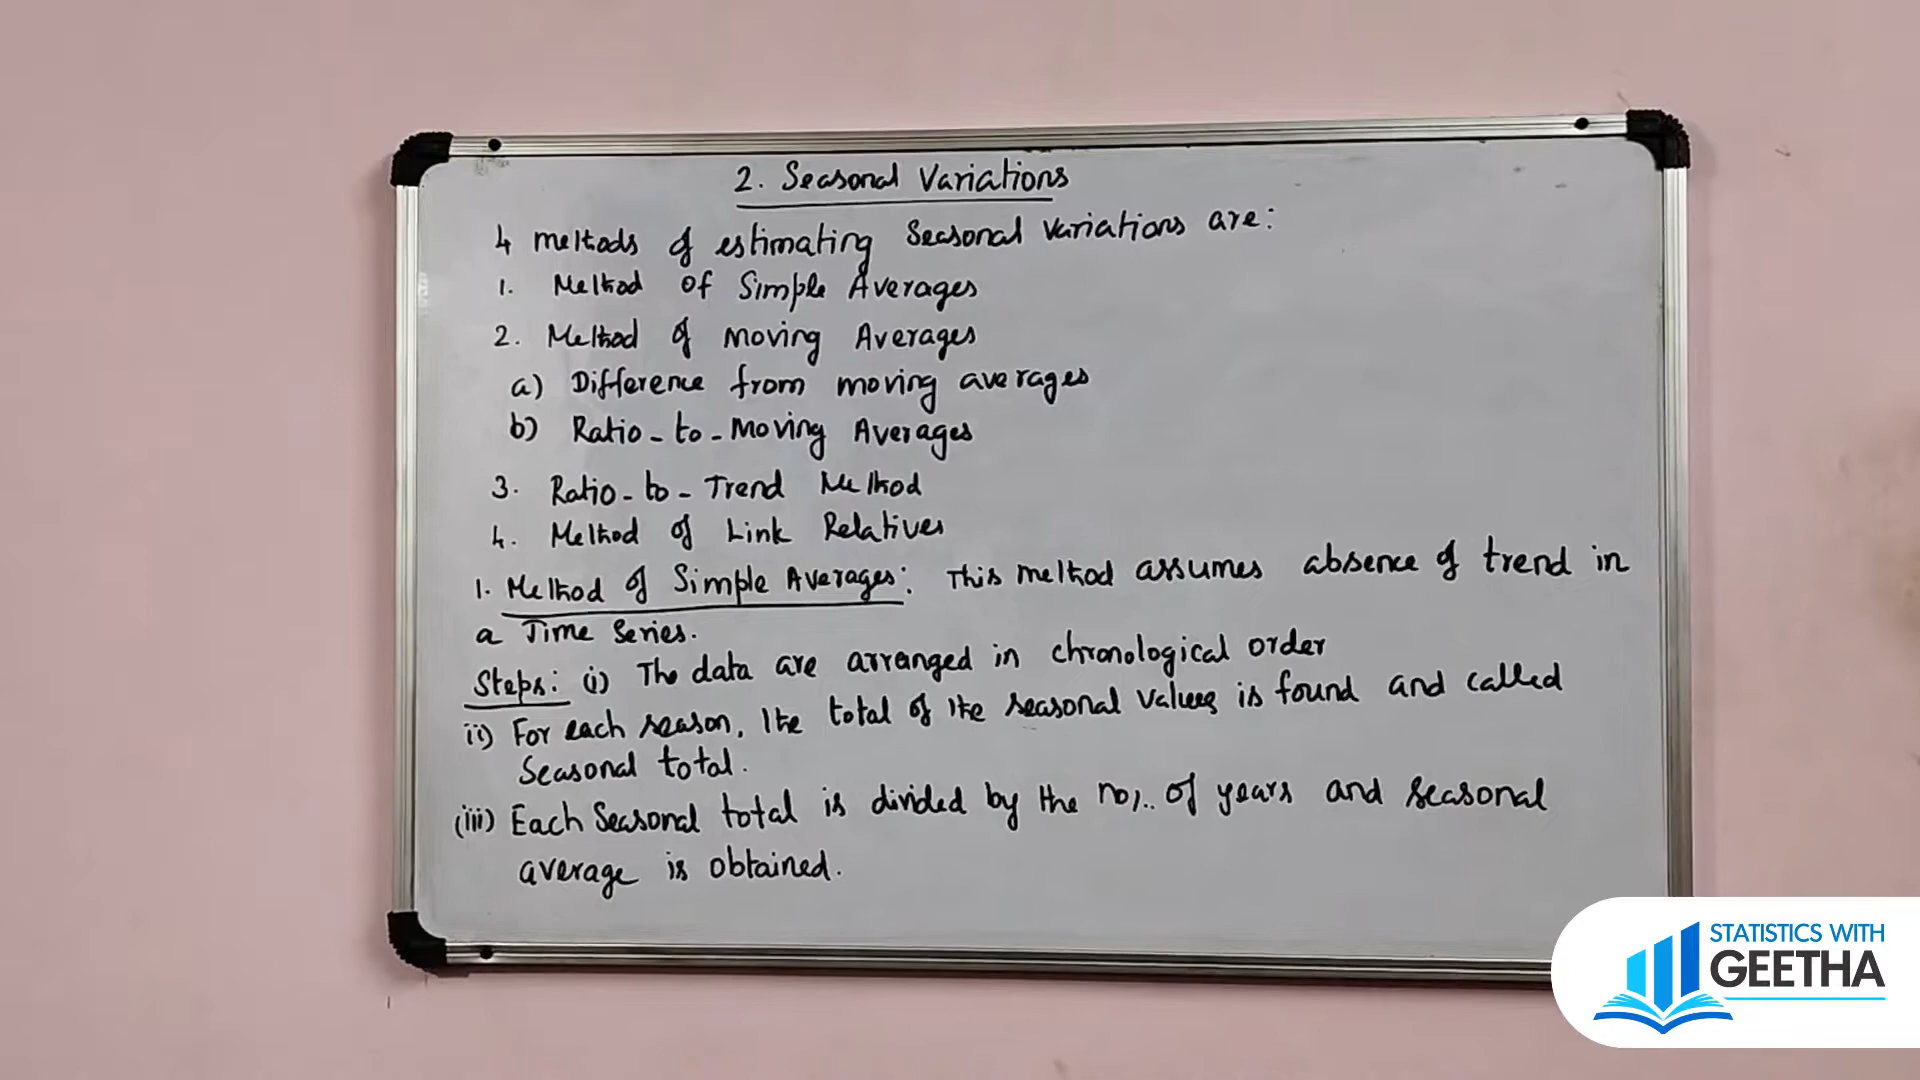 2. Seasonal Variations
4 methods of estimating Seasonal Variations are:
1. Method of Simple Averages
2. Method of moving Averages
a) Difference from moving averages
b) Ratio-to-Moving Averages
3. Ratio-to-Trend Method
4. Method of Link Relatives
1. Method of Simple Averages: This method assumes absence of trend in
a Time Series.
Steps: (i) The data are arranged in chronological order
ii) For each season, the total of the seasonal values is found and called
Seasonal total.
(iii) Each Seasonal total is divided by the no,.. of years and seasonal
average is obtained.
STATISTICS WITH
GEETHA